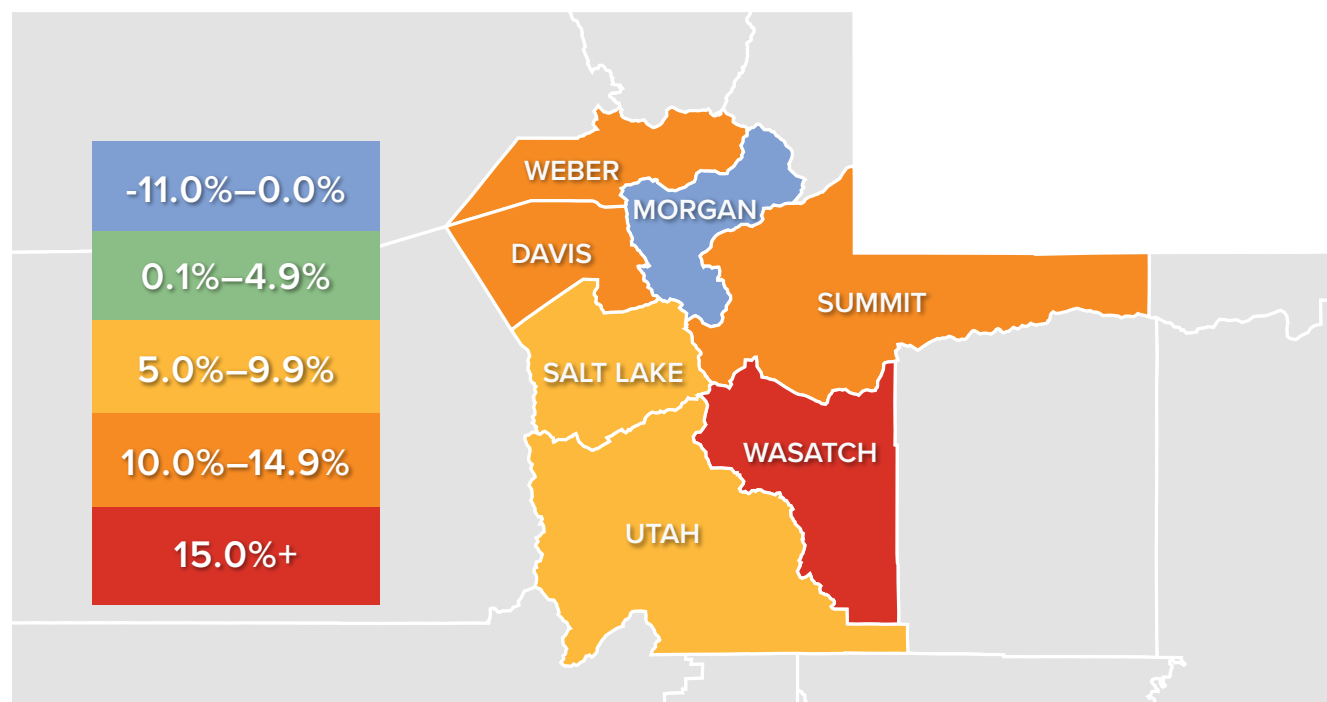 -11.0%–0.0%
0.1%–4.9%
5.0%–9.9%
10.0%–14.9%
15.0%+
WEBER
MORGAN
DAVIS
SUMMIT
SALT LAKE
WASATCH
UTAH